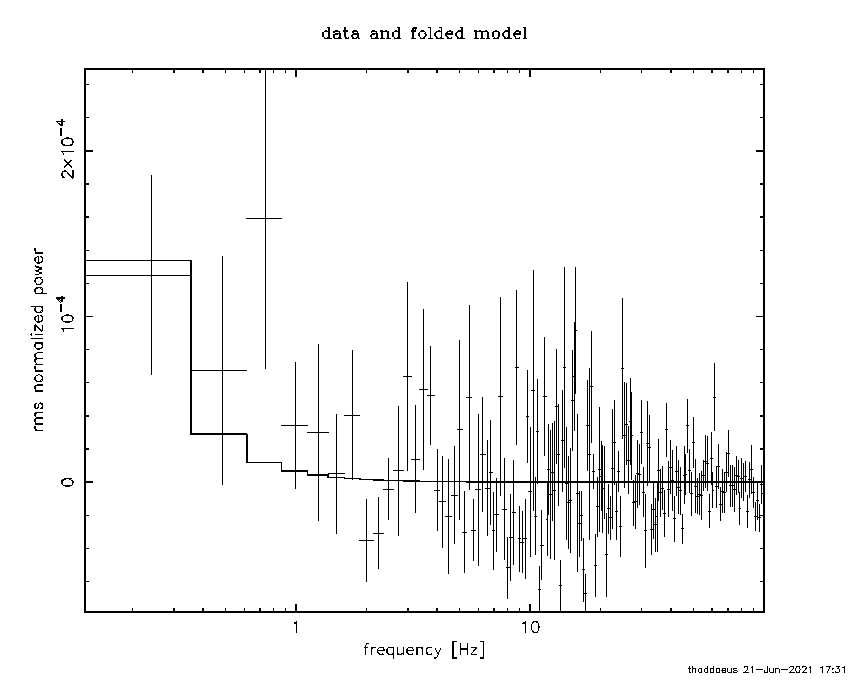 data and folded model
2×10−4
10−4
0
rms normalized power
1
10
frequency [Hz]
thaddaeus 21−Jun−2021 17:31